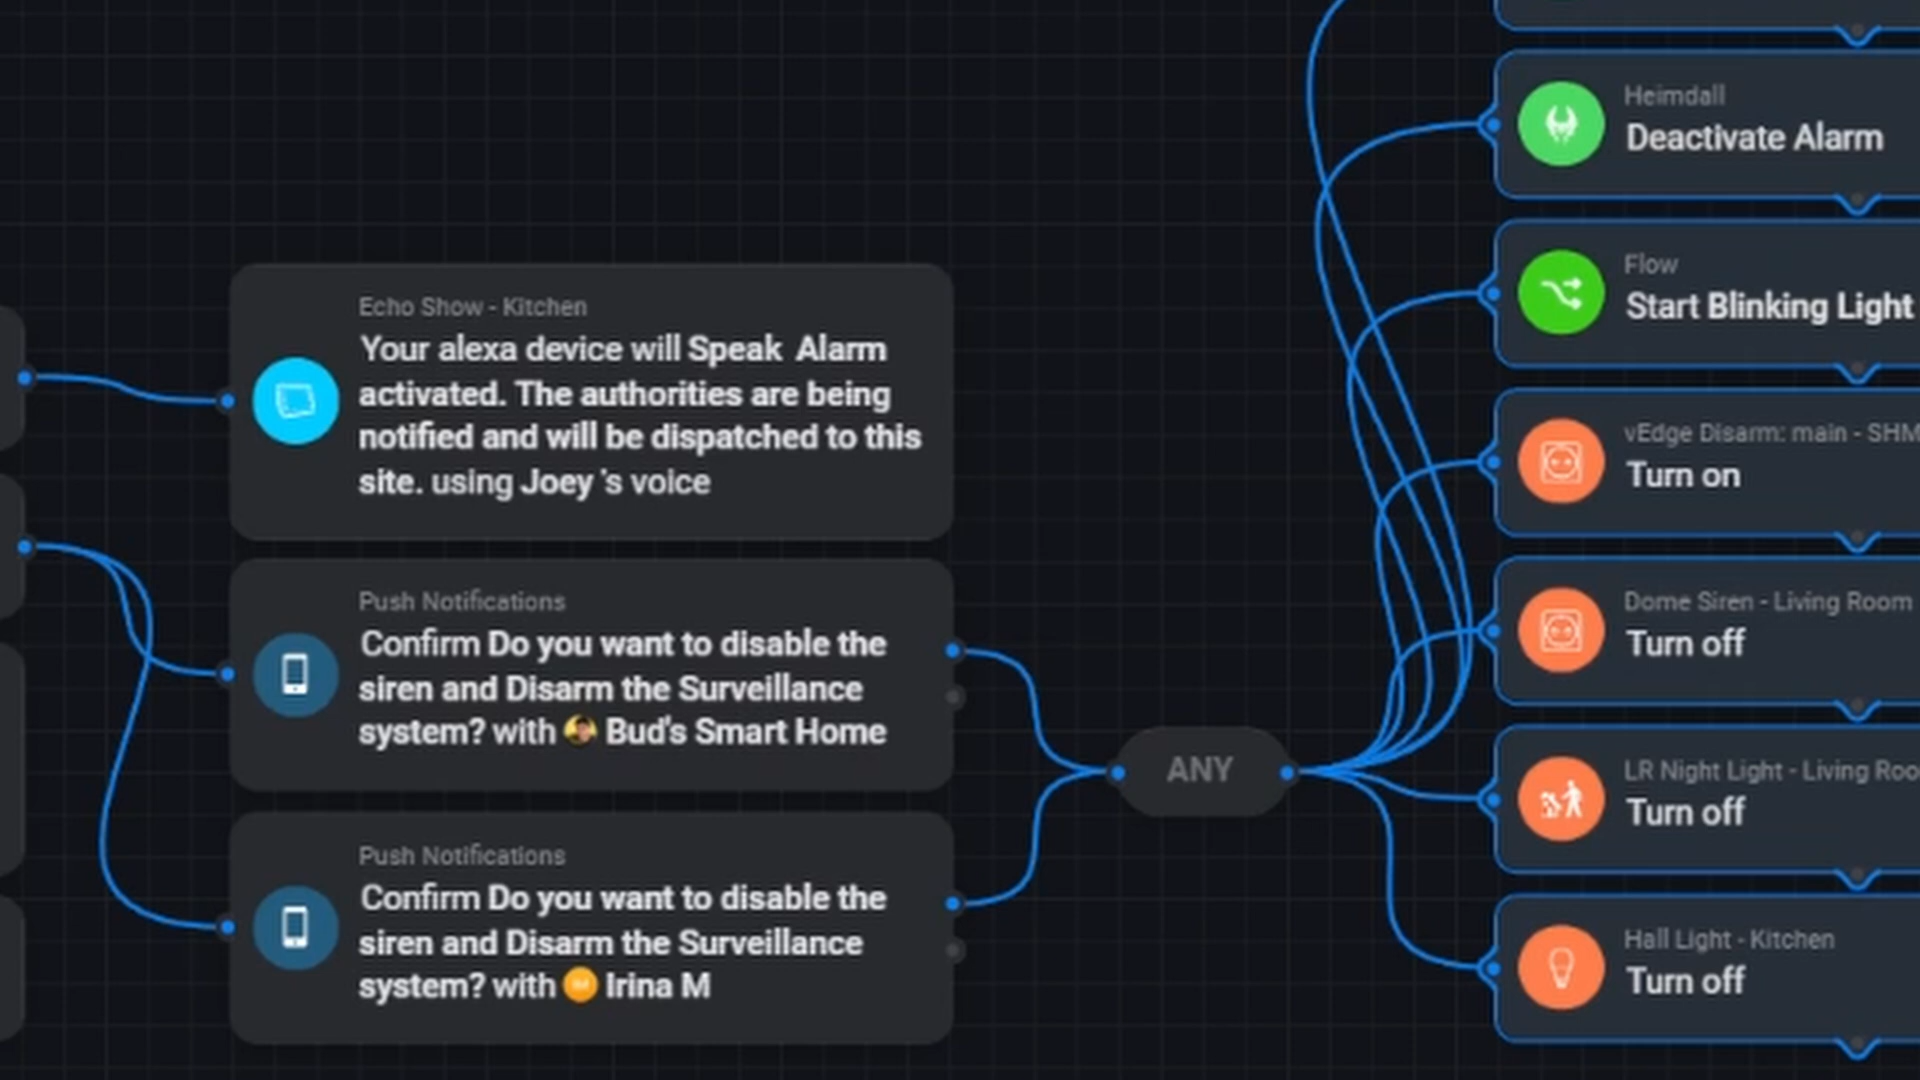 Echo Show - Kitchen
Your alexa device will Speak Alarm
activated. The authorities are being
notified and will be dispatched to this
site. using Joey 's voice
Push Notifications
Confirm Do you want to disable the
siren and Disarm the Surveillance
system? with Bud's Smart Home
Push Notifications
Confirm Do you want to disable the
siren and Disarm the Surveillance
system? with Irina M
ANY
Heimdall
Deactivate Alarm
Flow
Start Blinking Light
vEdge Disarm: main - SHM
Turn on
Dome Siren - Living Room
Turn off
LR Night Light - Living Roo
Turn off
Hall Light - Kitchen
Turn off